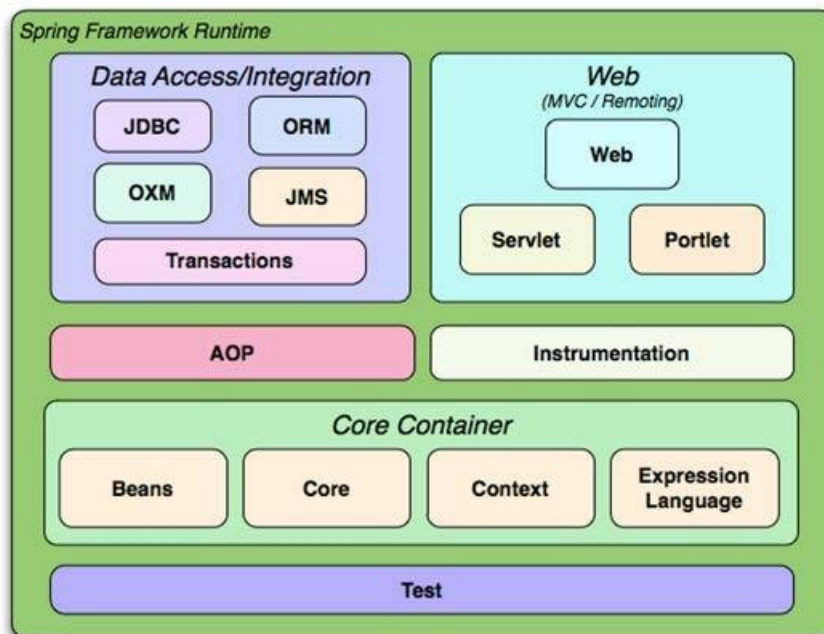 Spring Framework Runtime
Data Access/Integration
JDBC
ORM
OXM
JMS
Transactions
Web
(MVC / Remoting)
Web
Servlet
Portlet
AOP
Instrumentation
Core Container
Beans
Core
Context
Expression
Language
Test